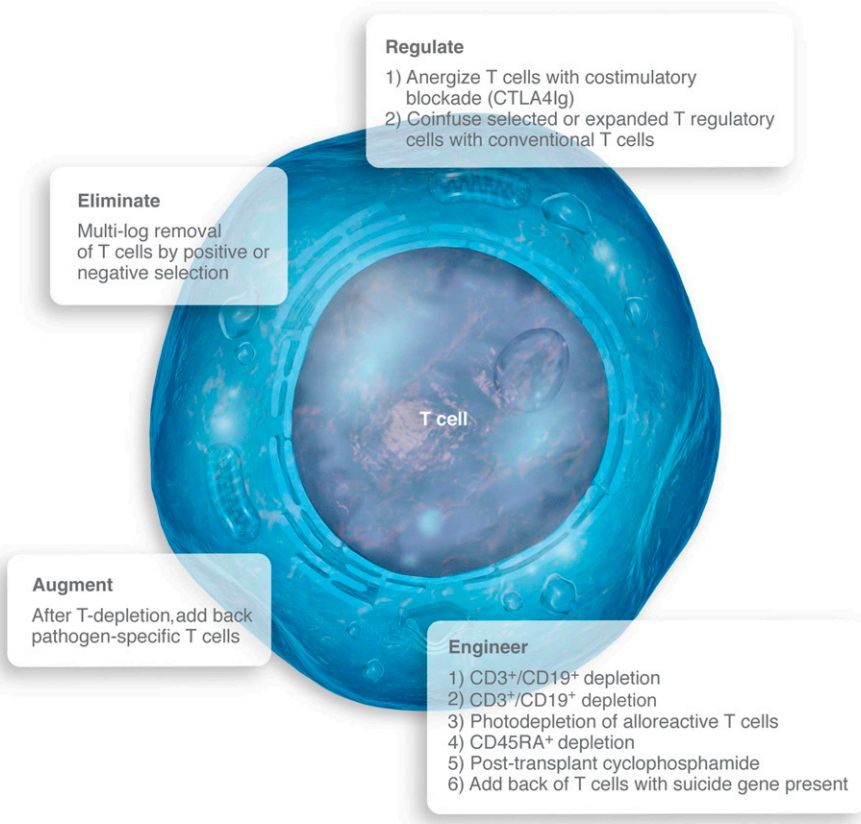 Regulate
1) Anergize T cells with costimulatory
blockade (CTLA4Ig)
2) Coinfuse selected or expanded T regulatory
cells with conventional T cells
Eliminate
Multi-log removal
of T cells by positive or
negative selection
T cell
Augment
After T-depletion, add back
pathogen-specific T cells
Engineer
1) CD3⁺/CD19⁺ depletion
2) CD3⁺/CD19⁺ depletion
3) Photodepletion of alloreactive T cells
4) CD45RA⁺ depletion
5) Post-transplant cyclophosphamide
6) Add back of T cells with suicide gene present